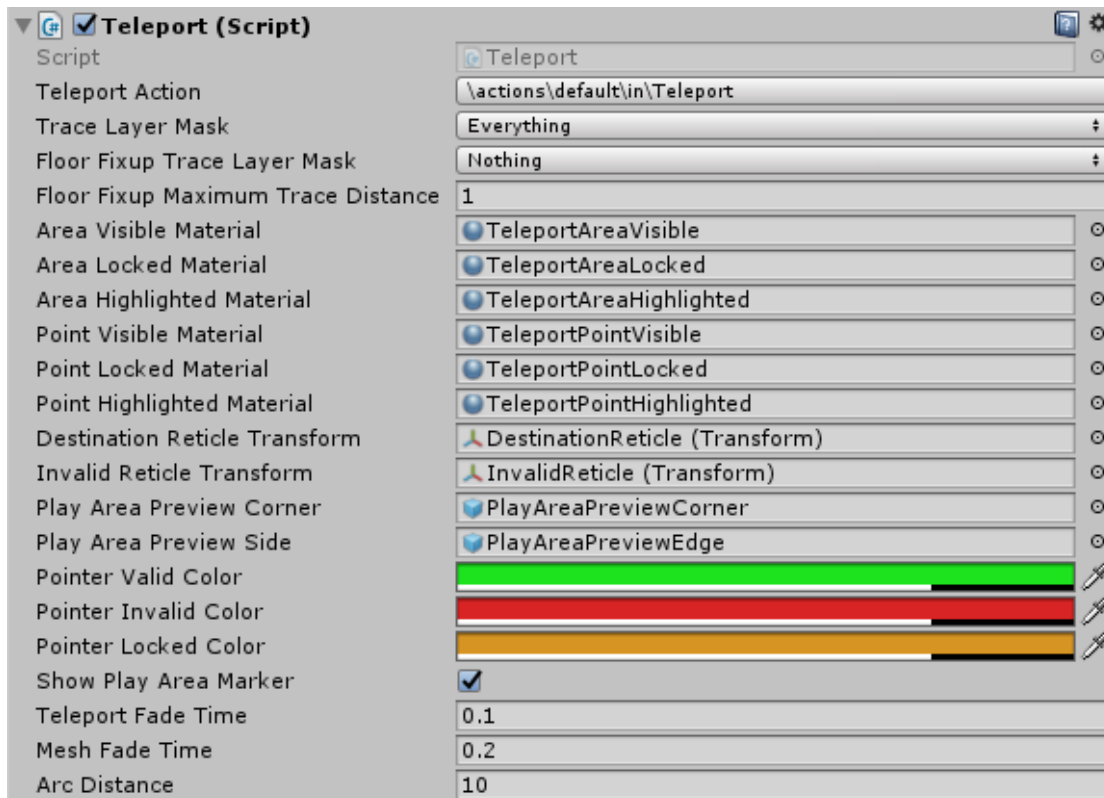 Teleport (Script)
Script Teleport
Teleport Action \actions\default\in\Teleport
Trace Layer Mask Everything
Floor Fixup Trace Layer Mask Nothing
Floor Fixup Maximum Trace Distance 1
Area Visible Material TeleportAreaVisible
Area Locked Material TeleportAreaLocked
Area Highlighted Material TeleportAreaHighlighted
Point Visible Material TeleportPointVisible
Point Locked Material TeleportPointLocked
Point Highlighted Material TeleportPointHighlighted
Destination Reticle Transform DestinationReticle (Transform)
Invalid Reticle Transform InvalidReticle (Transform)
Play Area Preview Corner PlayAreaPreviewCorner
Play Area Preview Side PlayAreaPreviewEdge
Pointer Valid Color
Pointer Invalid Color
Pointer Locked Color
Show Play Area Marker
Teleport Fade Time 0.1
Mesh Fade Time 0.2
Arc Distance 10